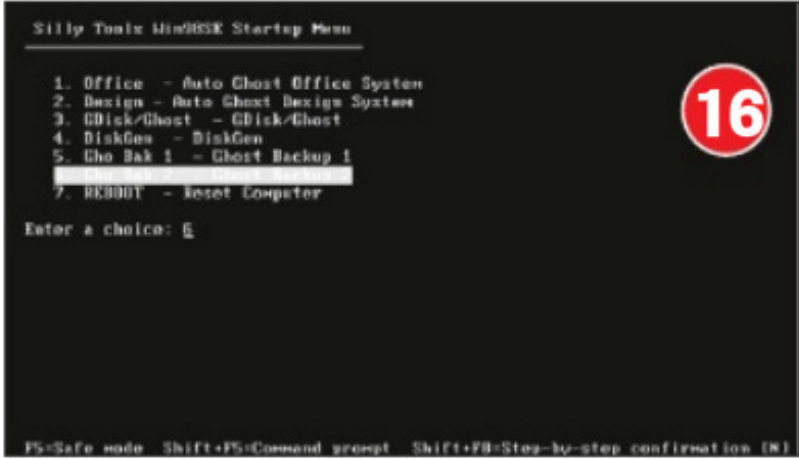 Silly Tools Win98SE Startup Menu
1. Office - Auto Ghost Office System
2. Design - Auto Ghost Design System
3. GDisk/Ghost - GDisk/Ghost
4. DiskGen - DiskGen
5. Gho Bak 1 - Ghost Backup 1
6. Gho Bak 2 - Ghost Backup 2
7. REBOOT - Reset Computer
Enter a choice: 6
F5=Safe mode Shift+F5=Command prompt Shift+F8=Step-by-step confirmation [N]
16